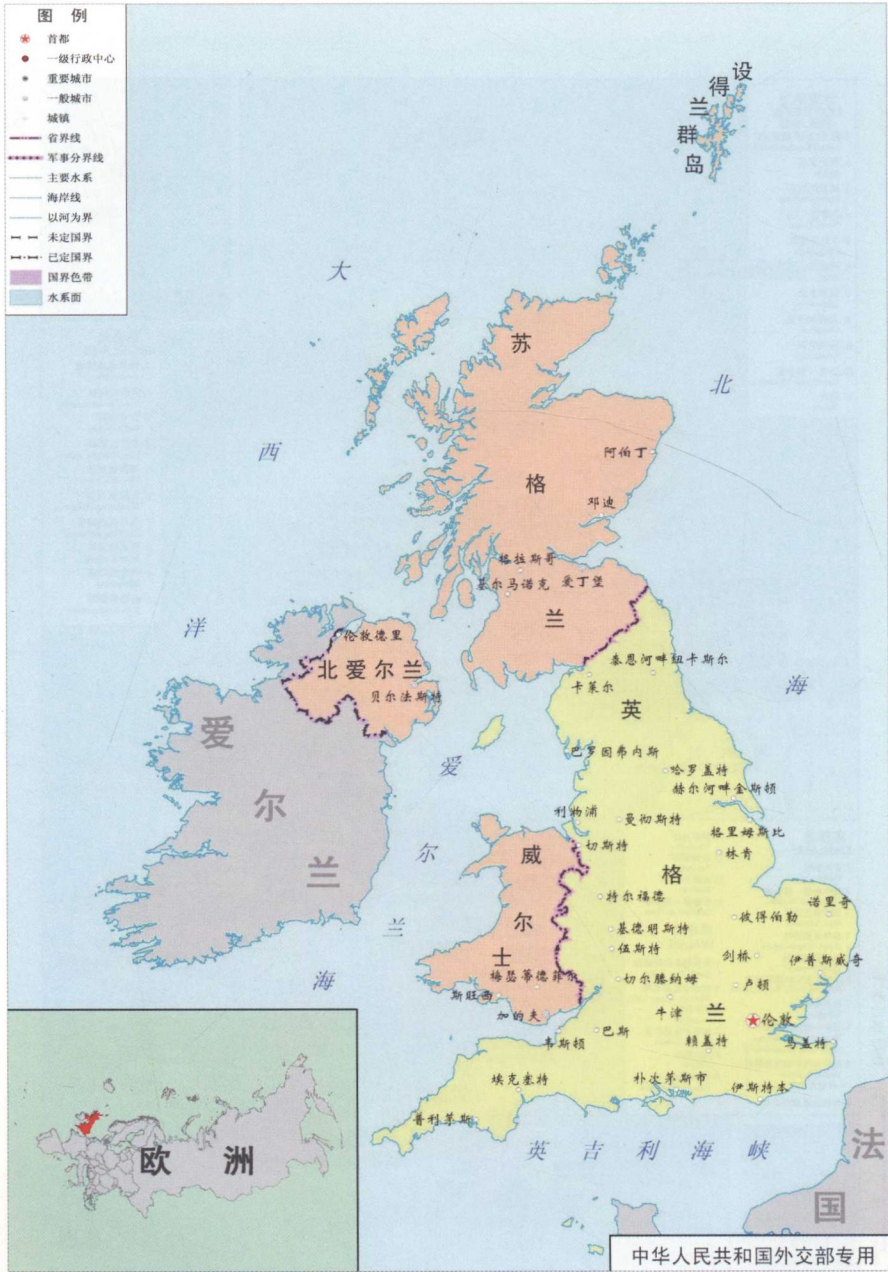 图 例
首都
一级行政中心
重要城市
一般城市
城镇
省界线
军事分界线
主要水系
海岸线
以河为界
未定国界
已定国界
国界色带
水系面
设得兰群岛
大西洋
北海
苏格兰
阿伯丁
邓迪
格拉斯哥
基尔马诺克
爱丁堡
伦敦德里
北爱尔兰
贝尔法斯特
爱尔兰
爱尔兰海
泰恩河畔纽卡斯尔
卡莱尔
英格兰
巴罗因弗内斯
哈罗盖特
赫尔河畔金斯顿
利物浦
曼彻斯特
格里姆斯比
切斯特
林肯
威尔士
特尔福德
彼得伯勒
诺里奇
基德明斯特
伍斯特
剑桥
伊普斯威奇
梅瑟蒂德菲尔
切尔滕纳姆
卢顿
斯旺西
牛津
伦敦
加的夫
韦斯顿
巴斯
赖盖特
马盖特
埃克塞特
朴次茅斯市
伊斯特本
普利茅斯
英吉利海峡
法国
欧 洲
中华人民共和国外交部专用